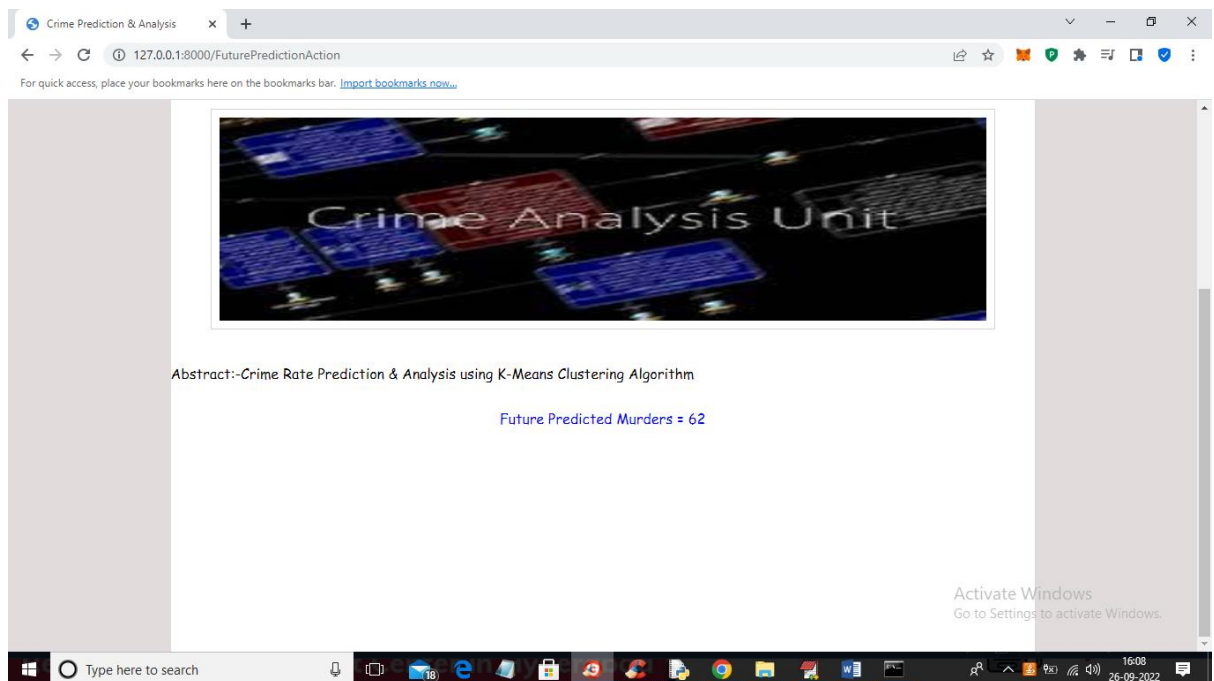 Crime Prediction & Analysis
127.0.0.1:8000/FuturePredictionAction
For quick access, place your bookmarks here on the bookmarks bar. Import bookmarks now...
Crime Analysis Unit
Abstract:-Crime Rate Prediction & Analysis using K-Means Clustering Algorithm
Future Predicted Murders = 62
Activate Windows
Go to Settings to activate Windows.
Type here to search
18
16:08
26-09-2022